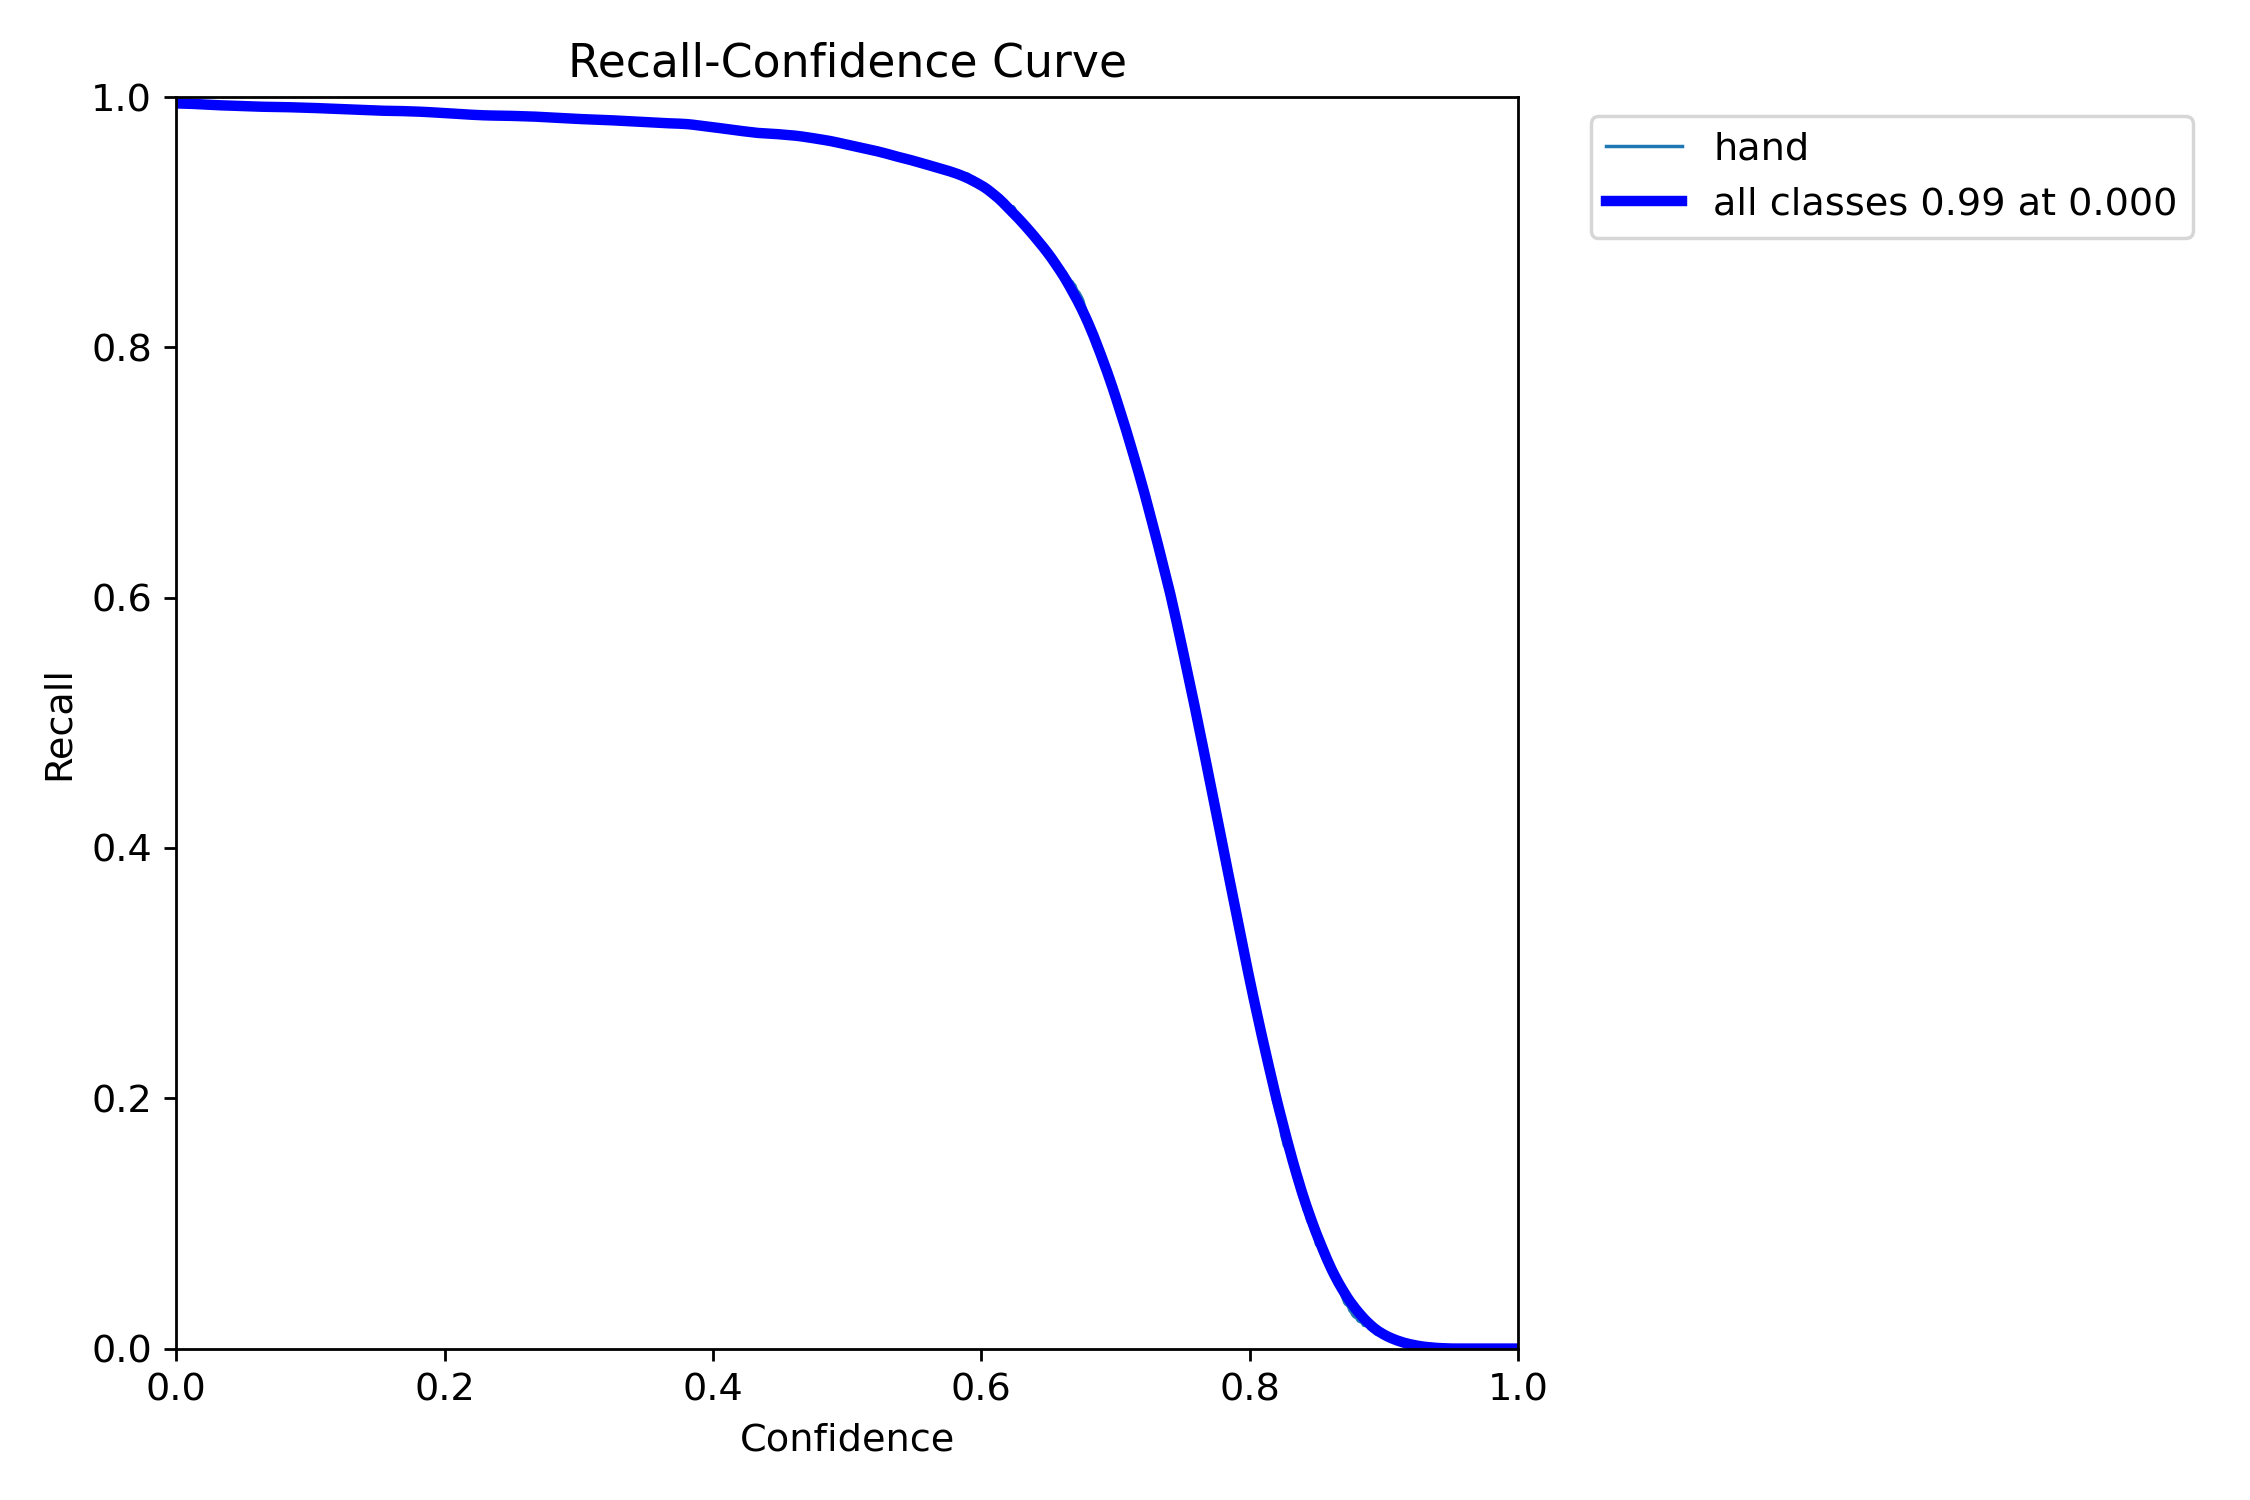 Recall-Confidence Curve
1.0
0.8
0.6
0.4
0.2
0.0
Recall
0.0 0.2 0.4 0.6 0.8 1.0
Confidence
hand
all classes 0.99 at 0.000